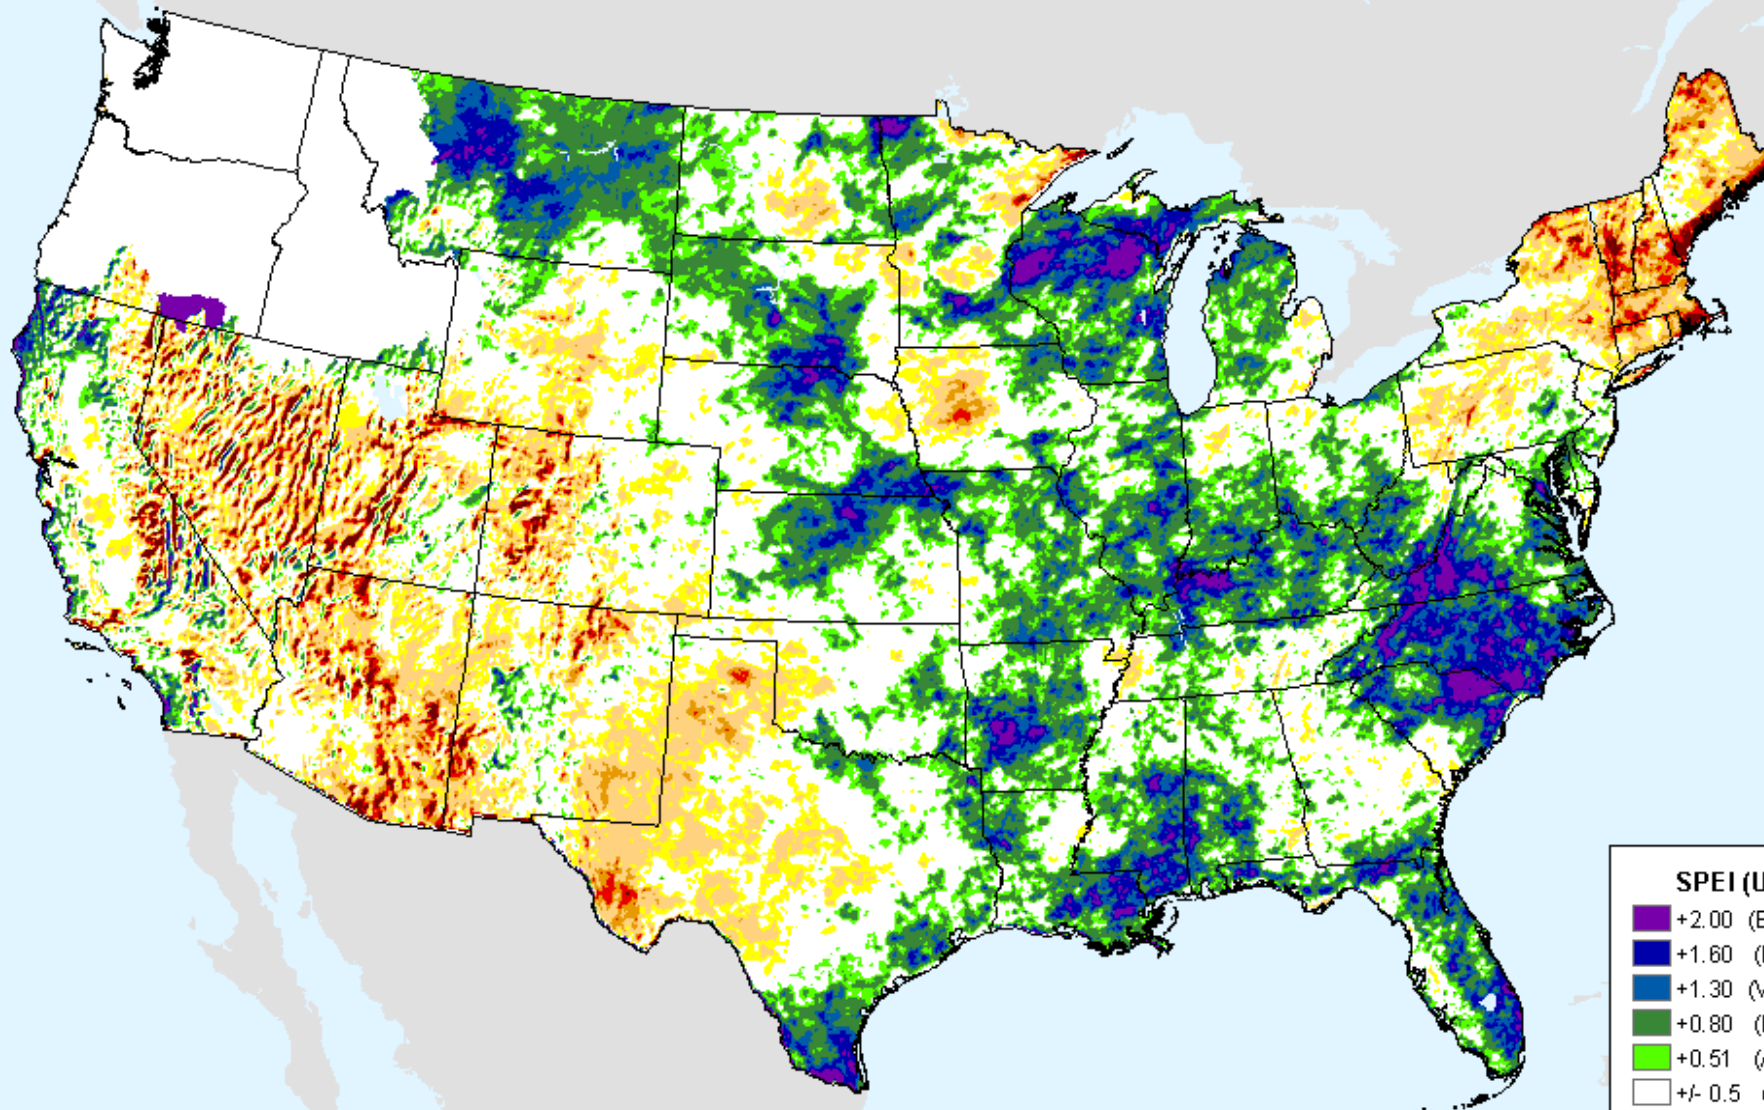 SPEI (U
+2.00 (E
+1.60 (
+1.30 (V
+0.80 (
+0.51 (
+/- 0.5